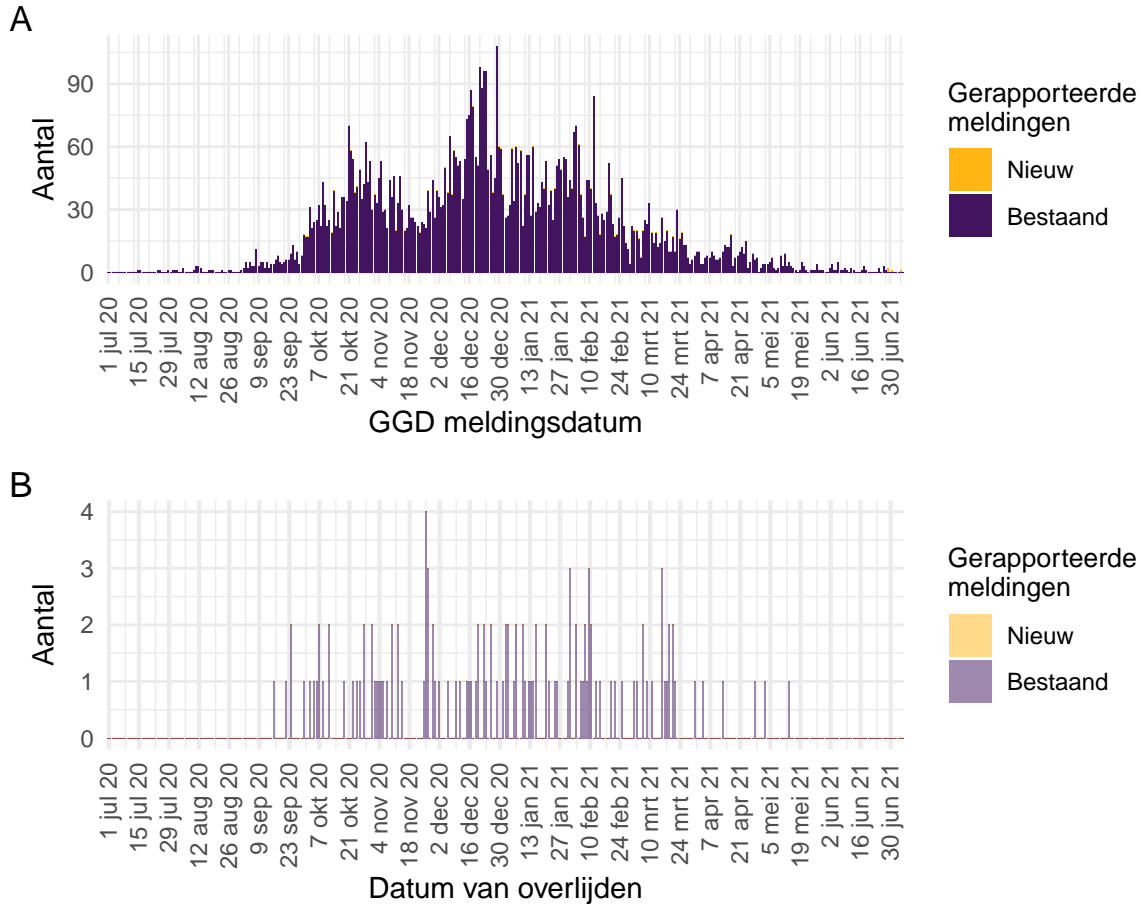 A
Aantal
90
60
30
0
1 jul 20
15 jul 20
29 jul 20
12 aug 20
26 aug 20
9 sep 20
23 sep 20
7 okt 20
21 okt 20
4 nov 20
18 nov 20
2 dec 20
16 dec 20
30 dec 20
13 jan 21
27 jan 21
10 feb 21
24 feb 21
10 mrt 21
24 mrt 21
7 apr 21
21 apr 21
5 mei 21
19 mei 21
2 jun 21
16 jun 21
30 jun 21
GGD meldingsdatum
Gerapporteerde
meldingen
Nieuw
Bestaand
B
Aantal
4
3
2
1
0
1 jul 20
15 jul 20
29 jul 20
12 aug 20
26 aug 20
9 sep 20
23 sep 20
7 okt 20
21 okt 20
4 nov 20
18 nov 20
2 dec 20
16 dec 20
30 dec 20
13 jan 21
27 jan 21
10 feb 21
24 feb 21
10 mrt 21
24 mrt 21
7 apr 21
21 apr 21
5 mei 21
19 mei 21
2 jun 21
16 jun 21
30 jun 21
Datum van overlijden
Gerapporteerde
meldingen
Nieuw
Bestaand